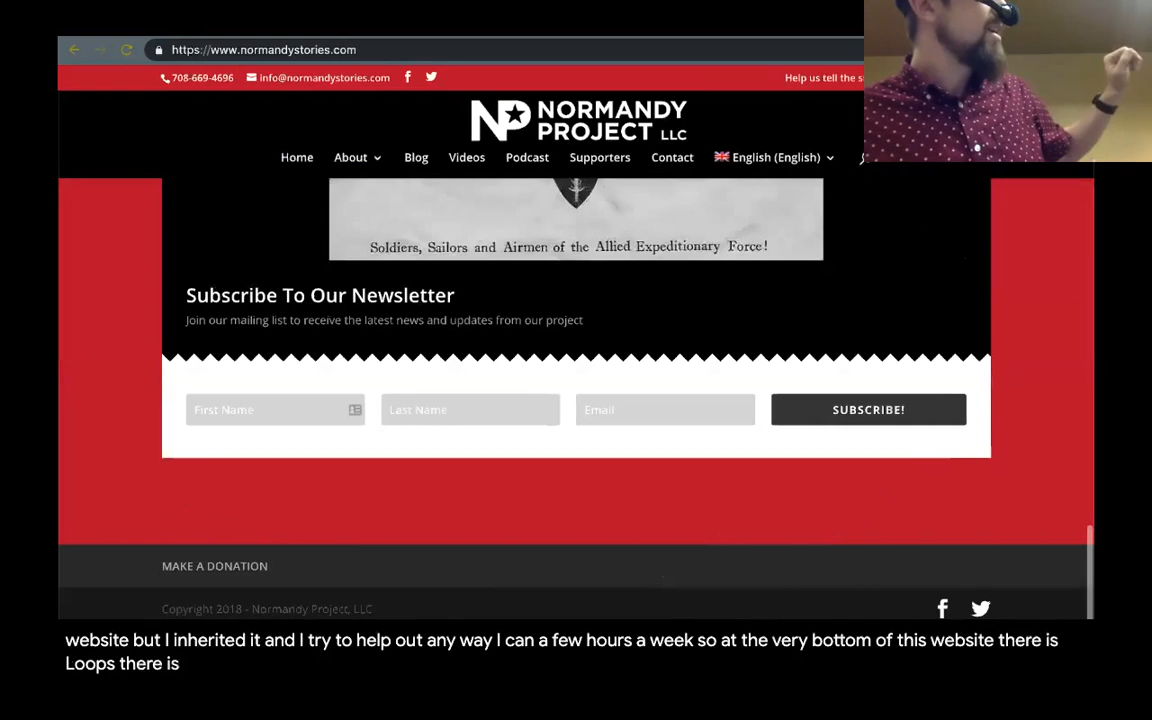 https://www.normandystories.com
708-669-4696 info@normandystories.com
Help us tell the
NORMANDY
PROJECT LLC
Home About Blog Videos Podcast Supporters Contact English (English)
Soldiers, Sailors and Airmen of the Allied Expeditionary Force!
Subscribe To Our Newsletter
Join our mailing list to receive the latest news and updates from our project
First Name Last Name Email SUBSCRIBE!
MAKE A DONATION
Copyright 2018 - Normandy Project, LLC
website but I inherited it and I try to help out any way I can a few hours a week so at the very bottom of this website there is
Loops there is